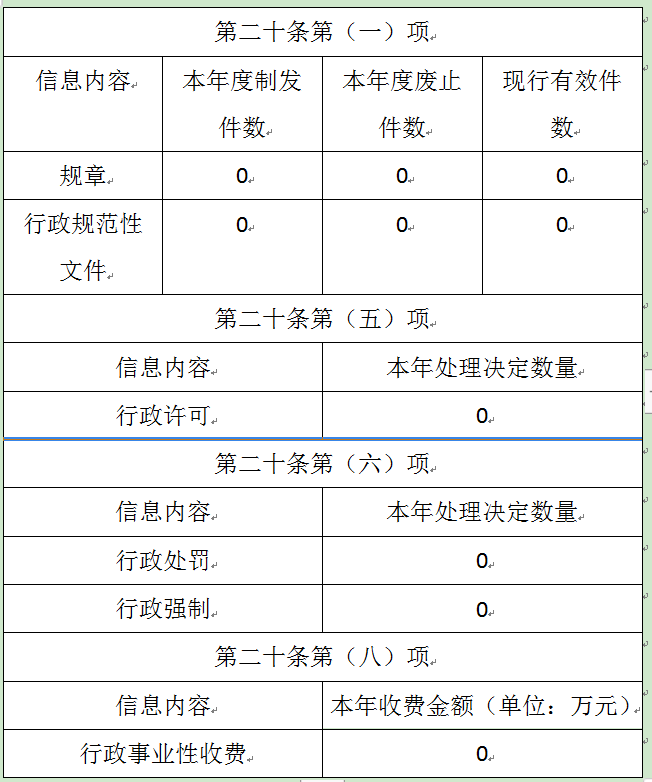 第二十条第（一）项
信息内容 本年度制发件数 本年度废止件数 现行有效件数
规章 0 0 0
行政规范性文件 0 0 0
第二十条第（五）项
信息内容 本年处理决定数量
行政许可 0
第二十条第（六）项
信息内容 本年处理决定数量
行政处罚 0
行政强制 0
第二十条第（八）项
信息内容 本年收费金额（单位：万元）
行政事业性收费 0